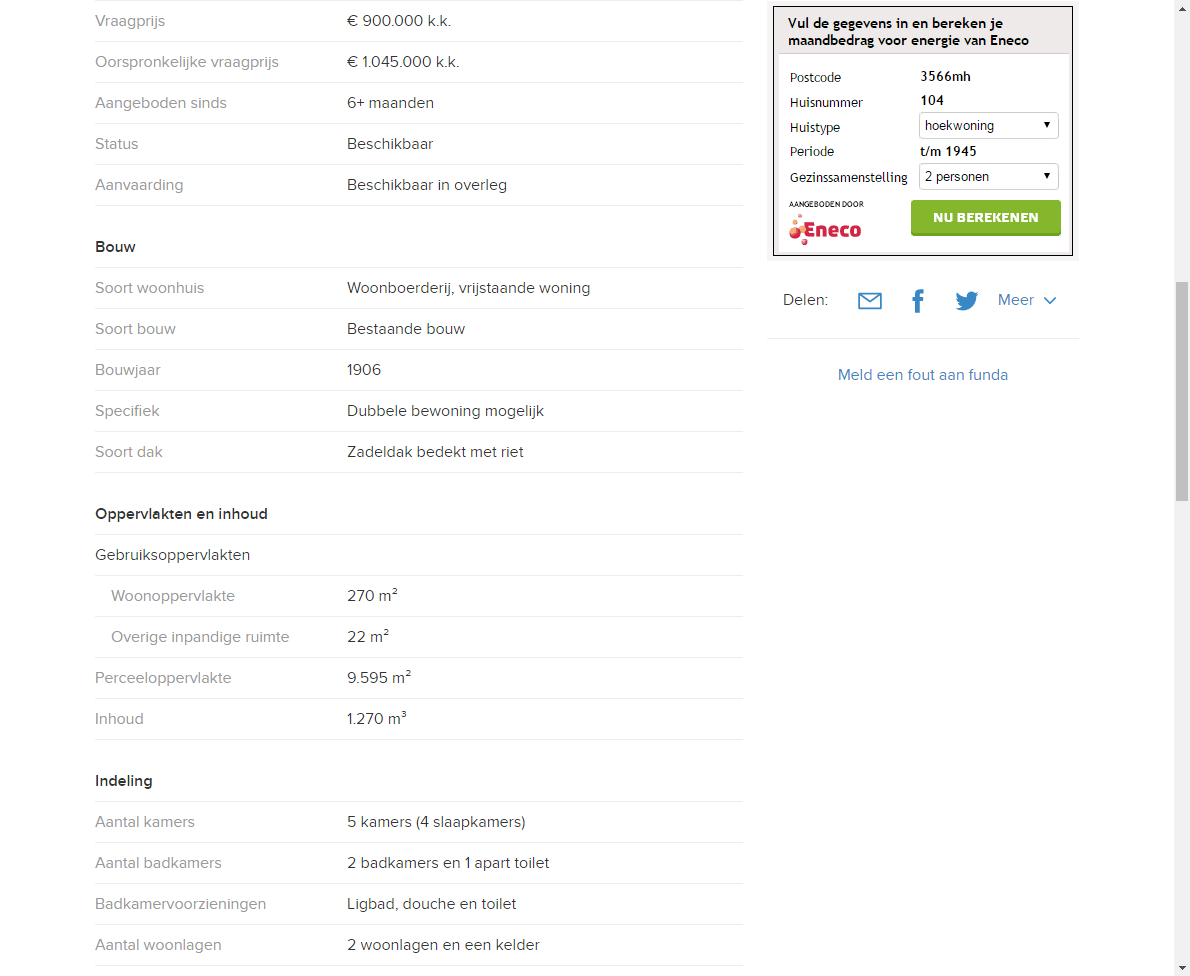 Vraagprijs € 900.000 k.k.
Oorspronkelijke vraagprijs € 1.045.000 k.k.
Aangeboden sinds 6+ maanden
Status Beschikbaar
Aanvaarding Beschikbaar in overleg
Bouw
Soort woonhuis Woonboerderij, vrijstaande woning
Soort bouw Bestaande bouw
Bouwjaar 1906
Specifiek Dubbele bewoning mogelijk
Soort dak Zadeldak bedekt met riet
Oppervlakten en inhoud
Gebruiksoppervlakten
Woonoppervlakte 270 m²
Overige inpandige ruimte 22 m²
Perceeloppervlakte 9.595 m²
Inhoud 1.270 m³
Indeling
Aantal kamers 5 kamers (4 slaapkamers)
Aantal badkamers 2 badkamers en 1 apart toilet
Badkamervoorzieningen Ligbad, douche en toilet
Aantal woonlagen 2 woonlagen en een kelder
Vul de gegevens in en bereken je
maandbedrag voor energie van Eneco
Postcode 3566mh
Huisnummer 104
Huistype hoekwoning
Periode t/m 1945
Gezinssamenstelling 2 personen
AANGEBODEN DOOR
Eneco
NU BEREKENEN
Delen: Meer
Meld een fout aan funda